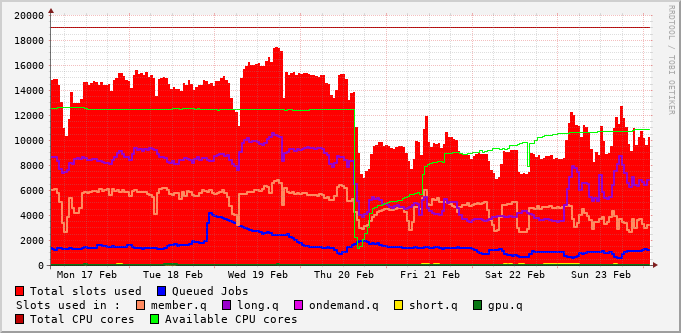 RRDTOOL / TOBI OETIKER
20000
18000
16000
14000
12000
10000
8000
6000
4000
2000
0
Mon 17 Feb Tue 18 Feb Wed 19 Feb Thu 20 Feb Fri 21 Feb Sat 22 Feb Sun 23 Feb
Total slots used Queued Jobs
Slots used in : member.q long.q ondemand.q short.q gpu.q
Total CPU cores Available CPU cores